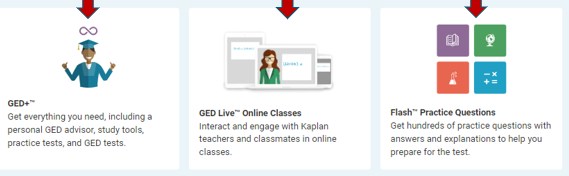 GED+™
Get everything you need, including a
personal GED advisor, study tools,
practice tests, and GED tests.
GED Live™ Online Classes
Interact and engage with Kaplan
teachers and classmates in online
classes.
Flash™ Practice Questions
Get hundreds of practice questions with
answers and explanations to help you
prepare for the test.